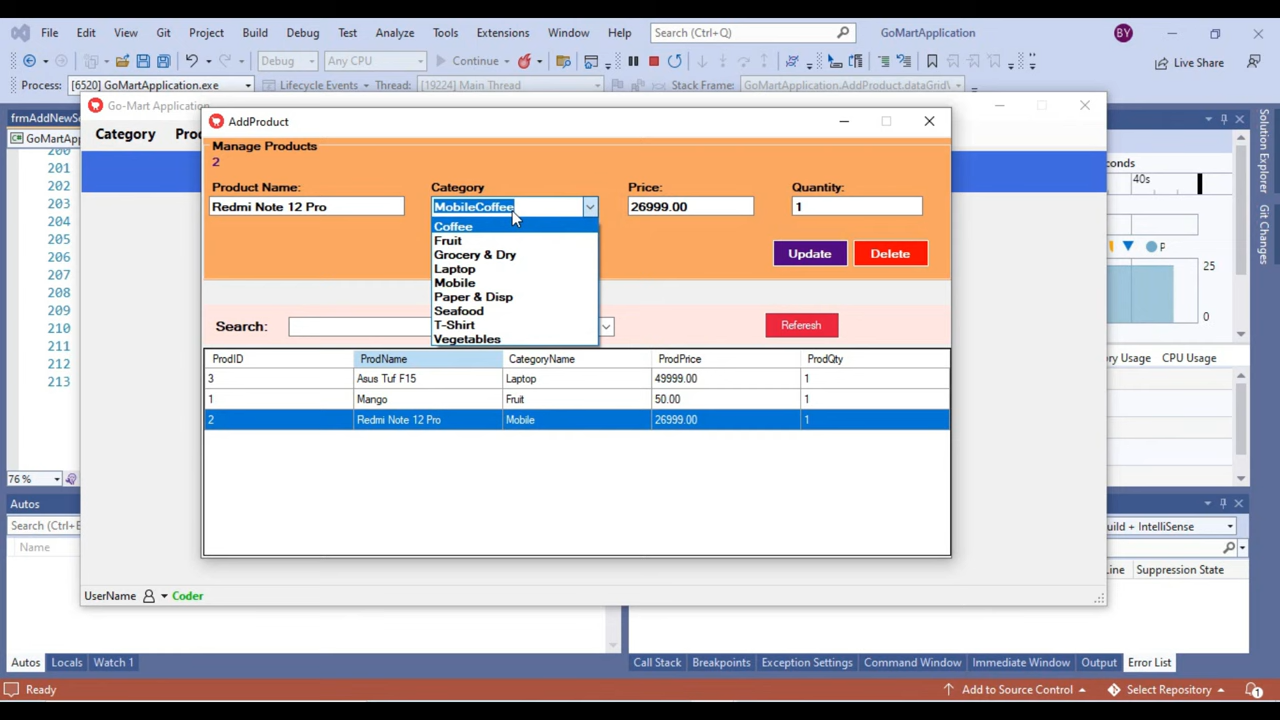 File Edit View Git Project Build Debug Test Analyze Tools Extensions Window Help Search (Ctrl+Q) GoMartApplication BY
Debug Any CPU Continue Live Share
Process: [6520] GoMartApplication.exe Lifecycle Events Thread: [19224] Main Thread Stack Frame: GoMartApplication.AddProduct.dataGrid
Go-Mart Application
frmAddNewSe
AddProduct
Category Pro
GoMartApp
Manage Products
2
Product Name: Category Price: Quantity:
Redmi Note 12 Pro MobileCoffee 26999.00 1
Coffee
Fruit
Grocery & Dry
Laptop
Mobile
Paper & Disp
Seafood
T-Shirt
Vegetables
Update Delete
Search: Referesh
ProdID ProdName CategoryName ProdPrice ProdQty
3 Asus Tuf F15 Laptop 49999.00 1
1 Mango Fruit 50.00 1
2 Redmi Note 12 Pro Mobile 26999.00 1
200
201
202
203
204
205
206
207
208
209
210
211
212
213
76 %
conds
40s
P
25
0
ry Usage CPU Usage
Solution Explorer
Git Changes
Autos
Search (Ctrl+E
Name
uild + IntelliSense
Line Suppression State
UserName Coder
Autos Locals Watch 1
Call Stack Breakpoints Exception Settings Command Window Immediate Window Output Error List
Ready Add to Source Control Select Repository 1